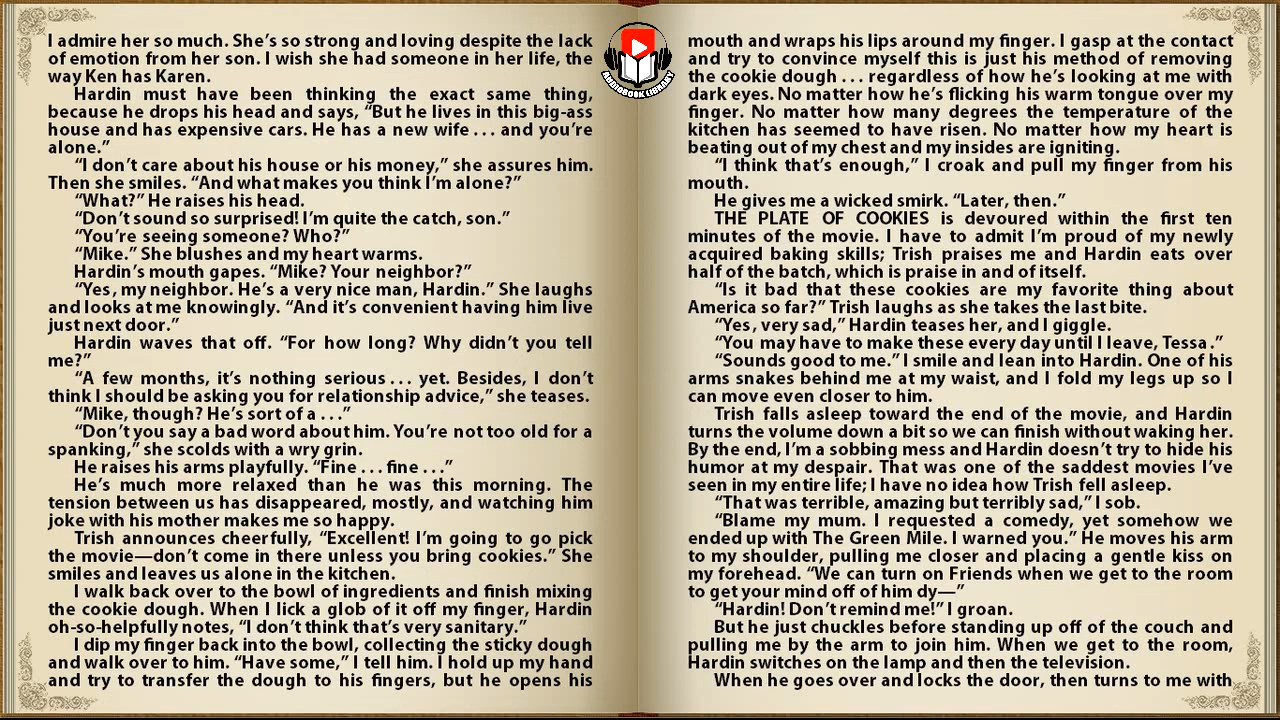 I admire her so much. She's so strong and loving despite the lack
of emotion from her son. I wish she had someone in her life, the
way Ken has Karen.
Hardin must have been thinking the exact same thing,
because he drops his head and says, “But he lives in this big-ass
house and has expensive cars. He has a new wife . . . and you’re
alone.”
“I don’t care about his house or his money,” she assures him.
Then she smiles. “And what makes you think I’m alone?”
“What?” He raises his head.
“Don’t sound so surprised! I’m quite the catch, son.”
“You’re seeing someone? Who?”
“Mike.” She blushes and my heart warms.
Hardin’s mouth gapes. “Mike? Your neighbor?”
“Yes, my neighbor. He’s a very nice man, Hardin.” She laughs
and looks at me knowingly. “And it’s convenient having him live
just next door.”
Hardin waves that off. “For how long? Why didn’t you tell
me?”
“A few months, it’s nothing serious . . . yet. Besides, I don’t
think I should be asking you for relationship advice,” she teases.
“Mike, though? He’s sort of a . . .”
“Don’t you say a bad word about him. You’re not too old for a
spanking,” she scolds with a wry grin.
He raises his arms playfully. “Fine . . . fine . . .”
He’s much more relaxed than he was this morning. The
tension between us has disappeared, mostly, and watching him
joke with his mother makes me so happy.
Trish announces cheerfully, “Excellent! I’m going to go pick
the movie—don’t come in there unless you bring cookies.” She
smiles and leaves us alone in the kitchen.
I walk back over to the bowl of ingredients and finish mixing
the cookie dough. When I lick a glob of it off my finger, Hardin
oh-so-helpfully notes, “I don’t think that’s very sanitary.”
I dip my finger back into the bowl, collecting the sticky dough
and walk over to him. “Have some,” I tell him. I hold up my hand
and try to transfer the dough to his fingers, but he opens his
AUDIOBOOK LIBRARY
mouth and wraps his lips around my finger. I gasp at the contact
and try to convince myself this is just his method of removing
the cookie dough . . . regardless of how he’s looking at me with
dark eyes. No matter how he’s flicking his warm tongue over my
finger. No matter how many degrees the temperature of the
kitchen has seemed to have risen. No matter how my heart is
beating out of my chest and my insides are igniting.
“I think that’s enough,” I croak and pull my finger from his
mouth.
He gives me a wicked smirk. “Later, then.”
THE PLATE OF COOKIES is devoured within the first ten
minutes of the movie. I have to admit I’m proud of my newly
acquired baking skills; Trish praises me and Hardin eats over
half of the batch, which is praise in and of itself.
“Is it bad that these cookies are my favorite thing about
America so far?” Trish laughs as she takes the last bite.
“Yes, very sad,” Hardin teases her, and I giggle.
“You may have to make these every day until I leave, Tessa.”
“Sounds good to me.” I smile and lean into Hardin. One of his
arms snakes behind me at my waist, and I fold my legs up so I
can move even closer to him.
Trish falls asleep toward the end of the movie, and Hardin
turns the volume down a bit so we can finish without waking her.
By the end, I’m a sobbing mess and Hardin doesn’t try to hide his
humor at my despair. That was one of the saddest movies I’ve
seen in my entire life; I have no idea how Trish fell asleep.
“That was terrible, amazing but terribly sad,” I sob.
“Blame my mum. I requested a comedy, yet somehow we
ended up with The Green Mile. I warned you.” He moves his arm
to my shoulder, pulling me closer and placing a gentle kiss on
my forehead. “We can turn on Friends when we get to the room
to get your mind off of him dy—”
“Hardin! Don’t remind me!” I groan.
But he just chuckles before standing up off of the couch and
pulling me by the arm to join him. When we get to the room,
Hardin switches on the lamp and then the television.
When he goes over and locks the door, then turns to me with